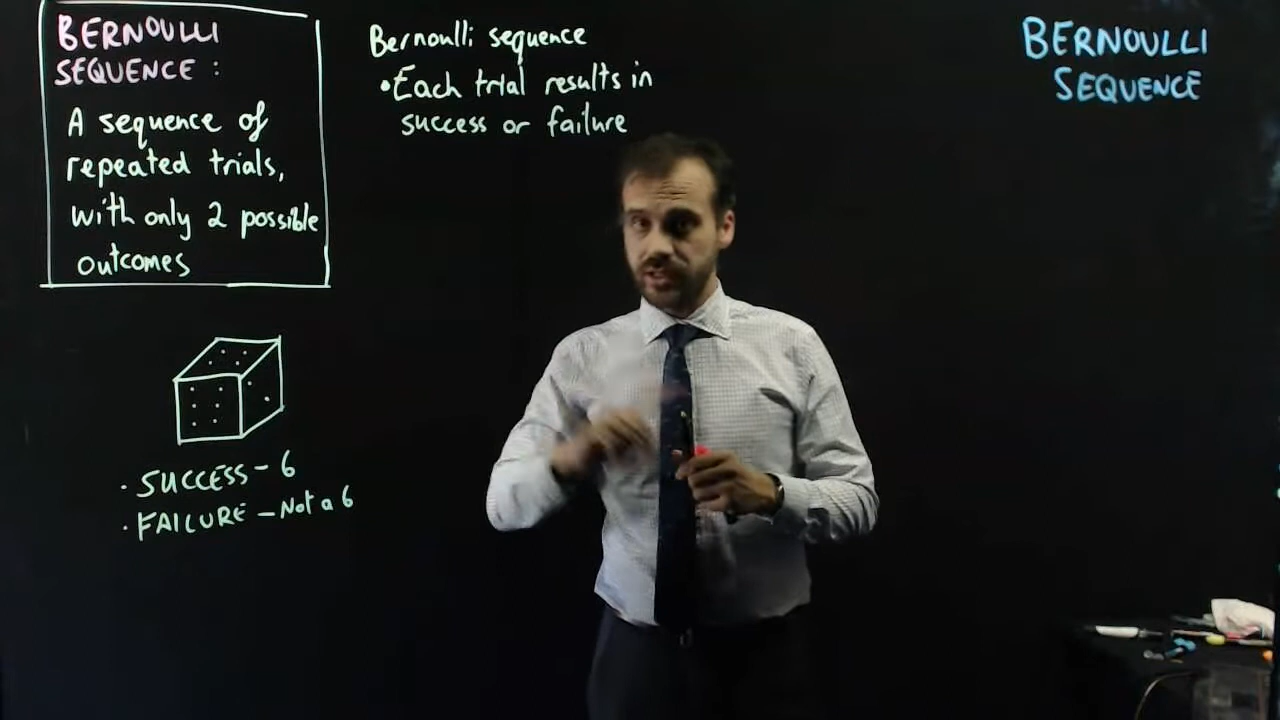 BERNOULLI
SEQUENCE :
A sequence of
repeated trials,
with only 2 possible
outcomes
• SUCCESS - 6
• FAILURE - Not a 6
Bernoulli sequence
• Each trial results in
success or failure
BERNOULLI
SEQUENCE